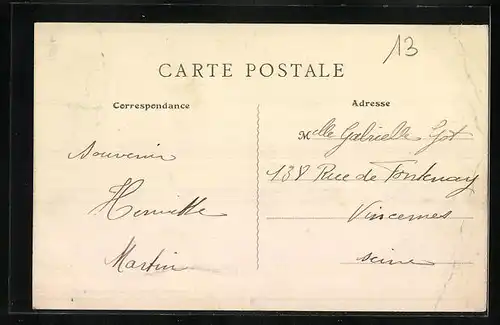 13
CARTE POSTALE
Correspondance
Adresse
Souvenir
Henriette
Martin
Mlle Gabrielle Got
138 Rue de Fontenay
Vincennes
Seine